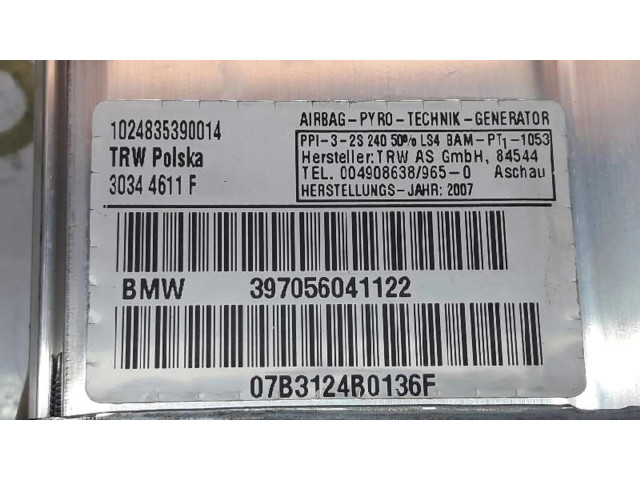 1024835390014
TRW Polska
3034 4611 F
AIRBAG-PYRO-TECHNIK-GENERATOR
PPI-3-2S 240 50% LS4 BAM-PT1-1053
Hersteller:TRW AS GmbH, 84544
TEL. 004908638/965-0 Aschau
HERSTELLUNGS-JAHR: 2007
BMW 397056041122
07B3124R0136F